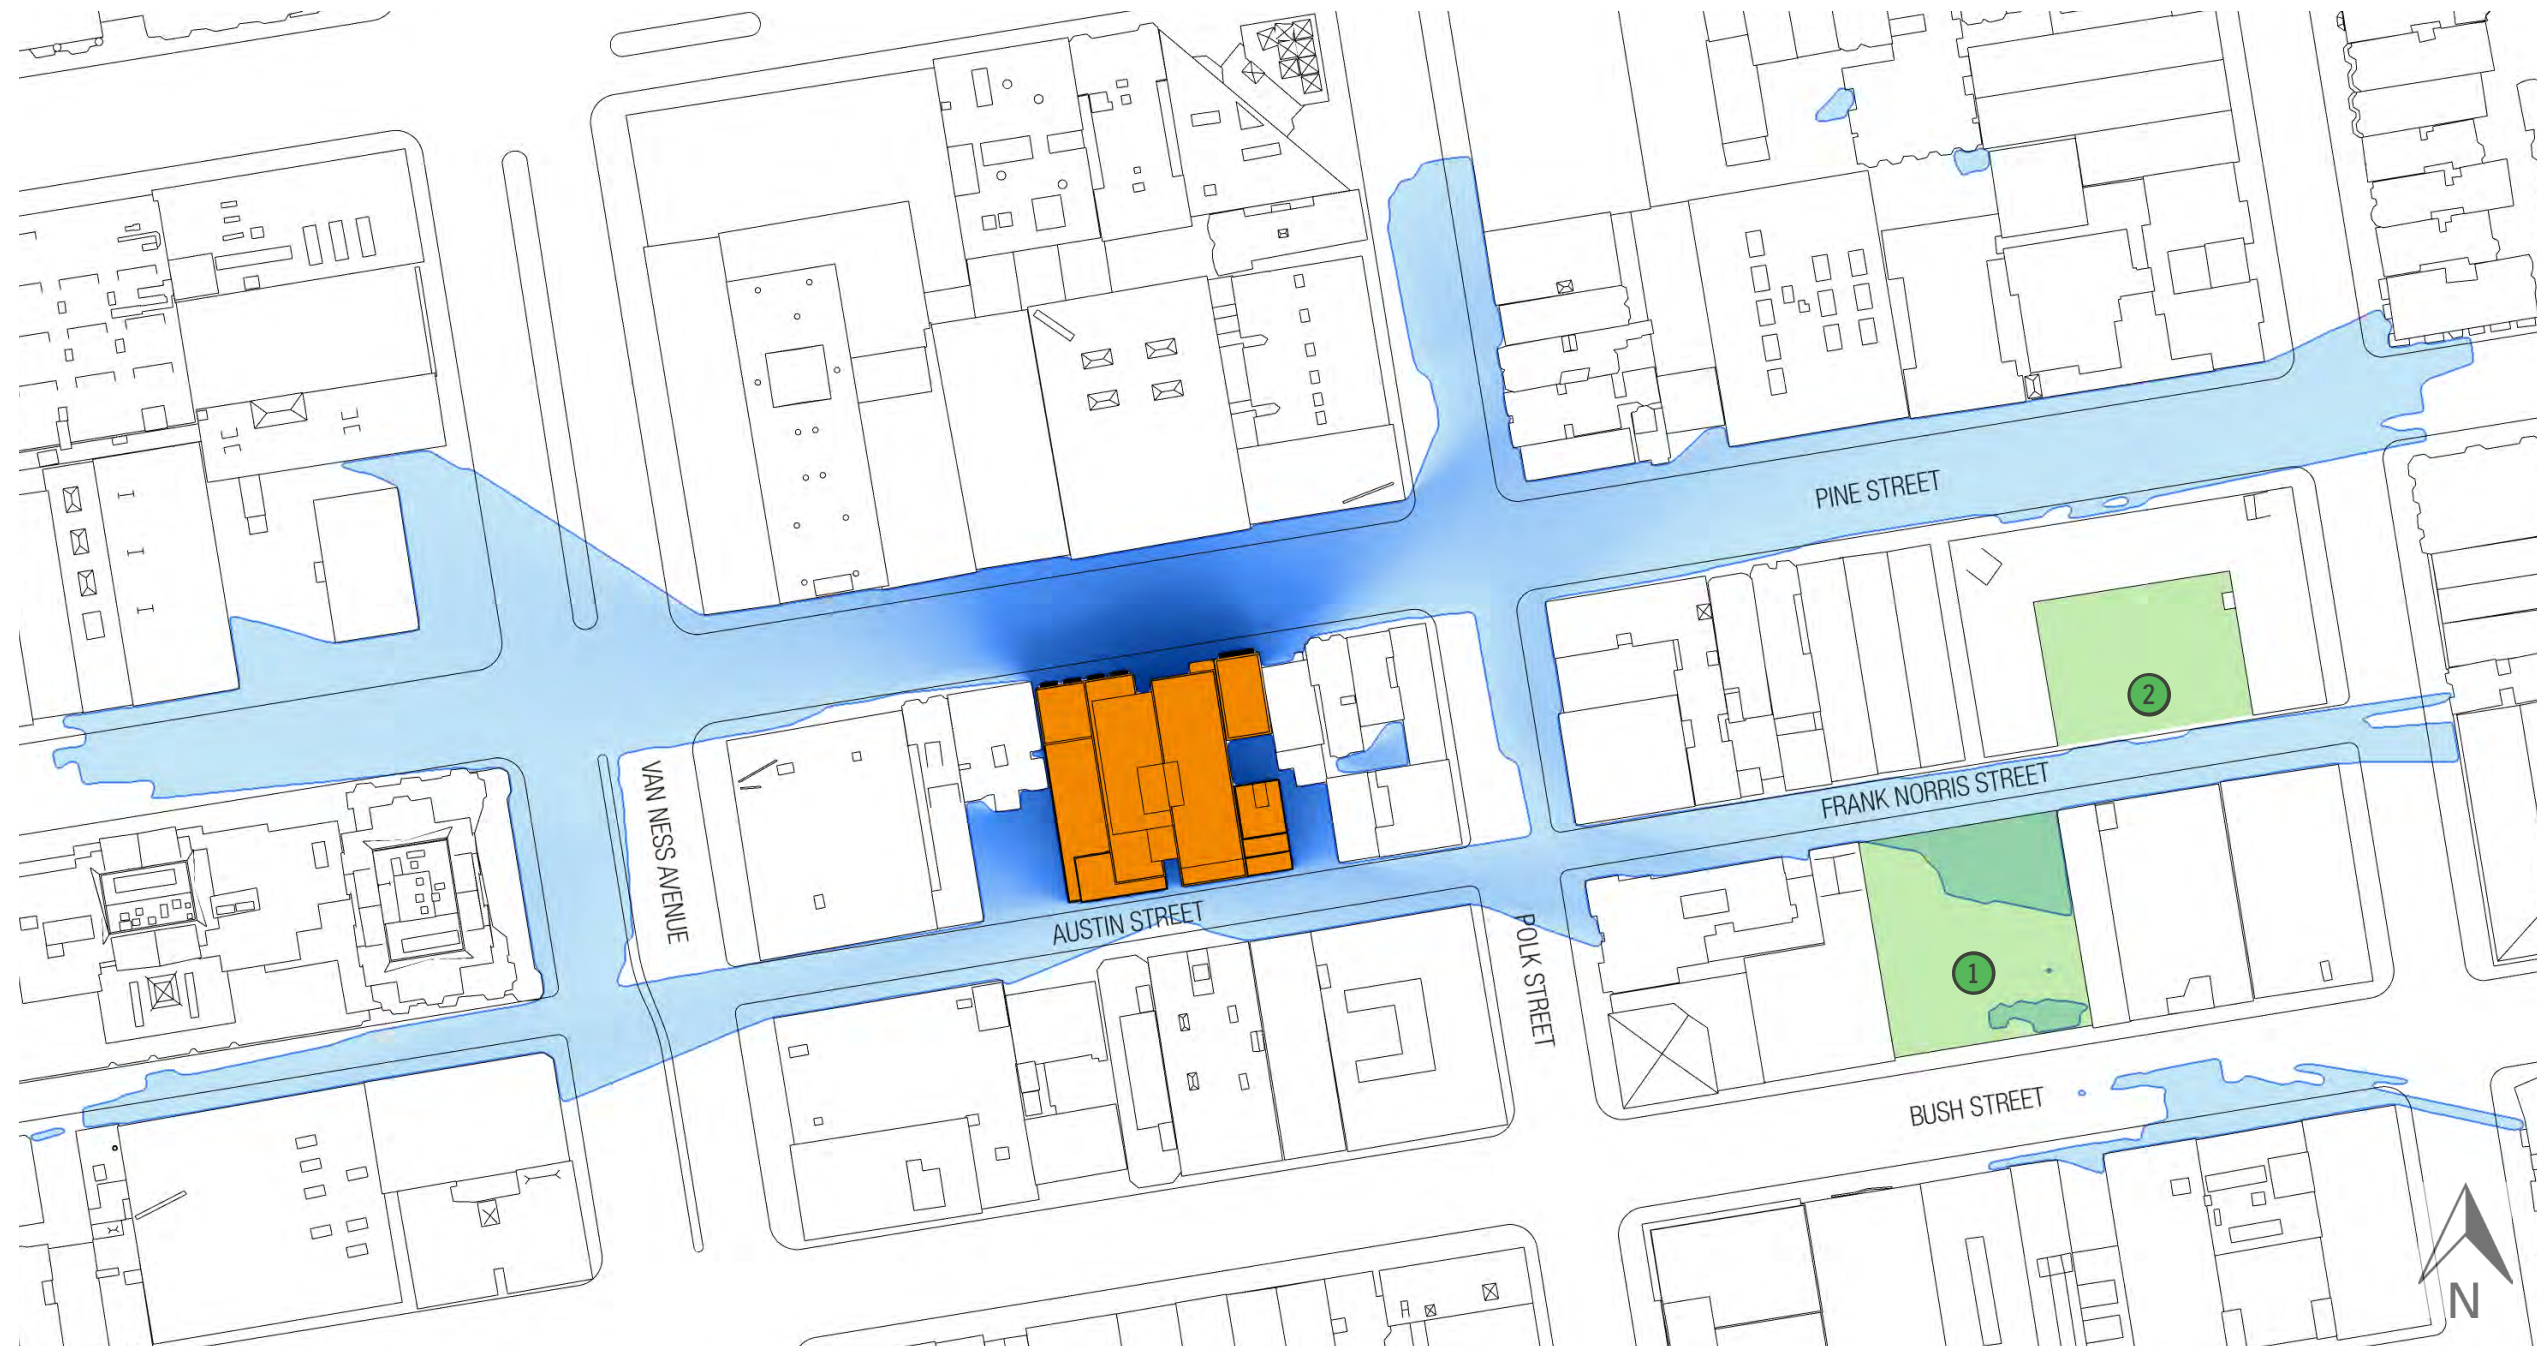 PINE STREET
2
VAN NESS AVENUE
FRANK NORRIS STREET
AUSTIN STREET
POLK STREET
1
BUSH STREET
N